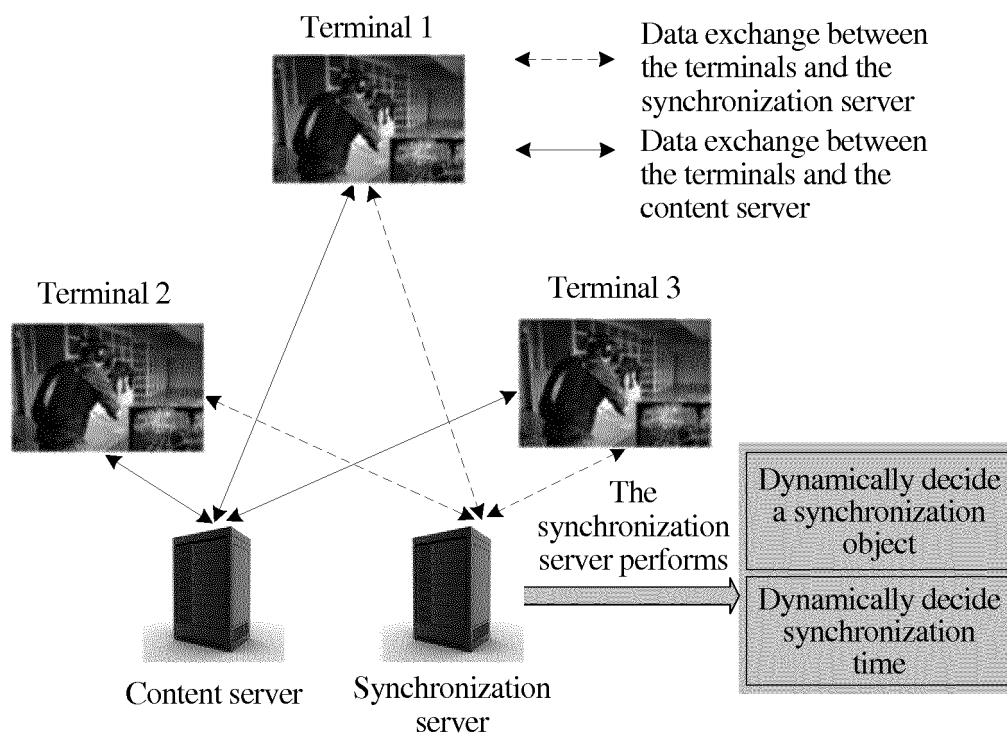 Terminal 1
Data exchange between
the terminals and the
synchronization server
Data exchange between
the terminals and the
content server
Terminal 2
Terminal 3
The
synchronization
server performs
Dynamically decide
a synchronization
object
Dynamically decide
synchronization
time
Content server
Synchronization
server